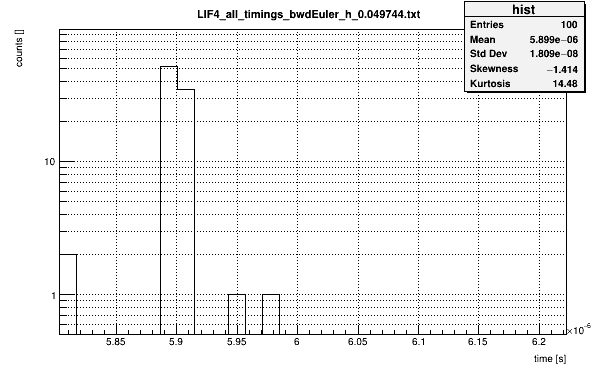 LIF4_all_timings_bwdEuler_h_0.049744.txt
hist
Entries 100
Mean 5.899e−06
Std Dev 1.809e−08
Skewness −1.414
Kurtosis 14.48
counts []
10
1
5.85 5.9 5.95 6 6.05 6.1 6.15 6.2
×10⁻⁶
time [s]